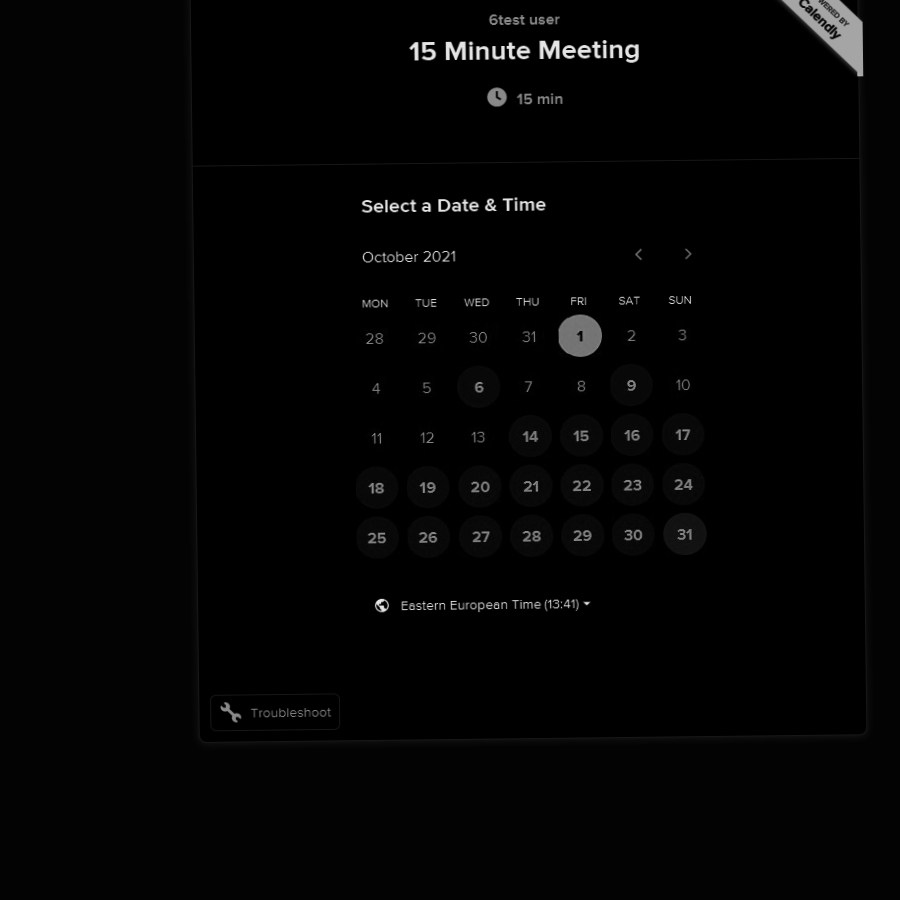 6test user
15 Minute Meeting
15 min
POWERED BY
Calendly
Select a Date & Time
October 2021
MON TUE WED THU FRI SAT SUN
28 29 30 31 1 2 3
4 5 6 7 8 9 10
11 12 13 14 15 16 17
18 19 20 21 22 23 24
25 26 27 28 29 30 31
Eastern European Time (13:41)
Troubleshoot